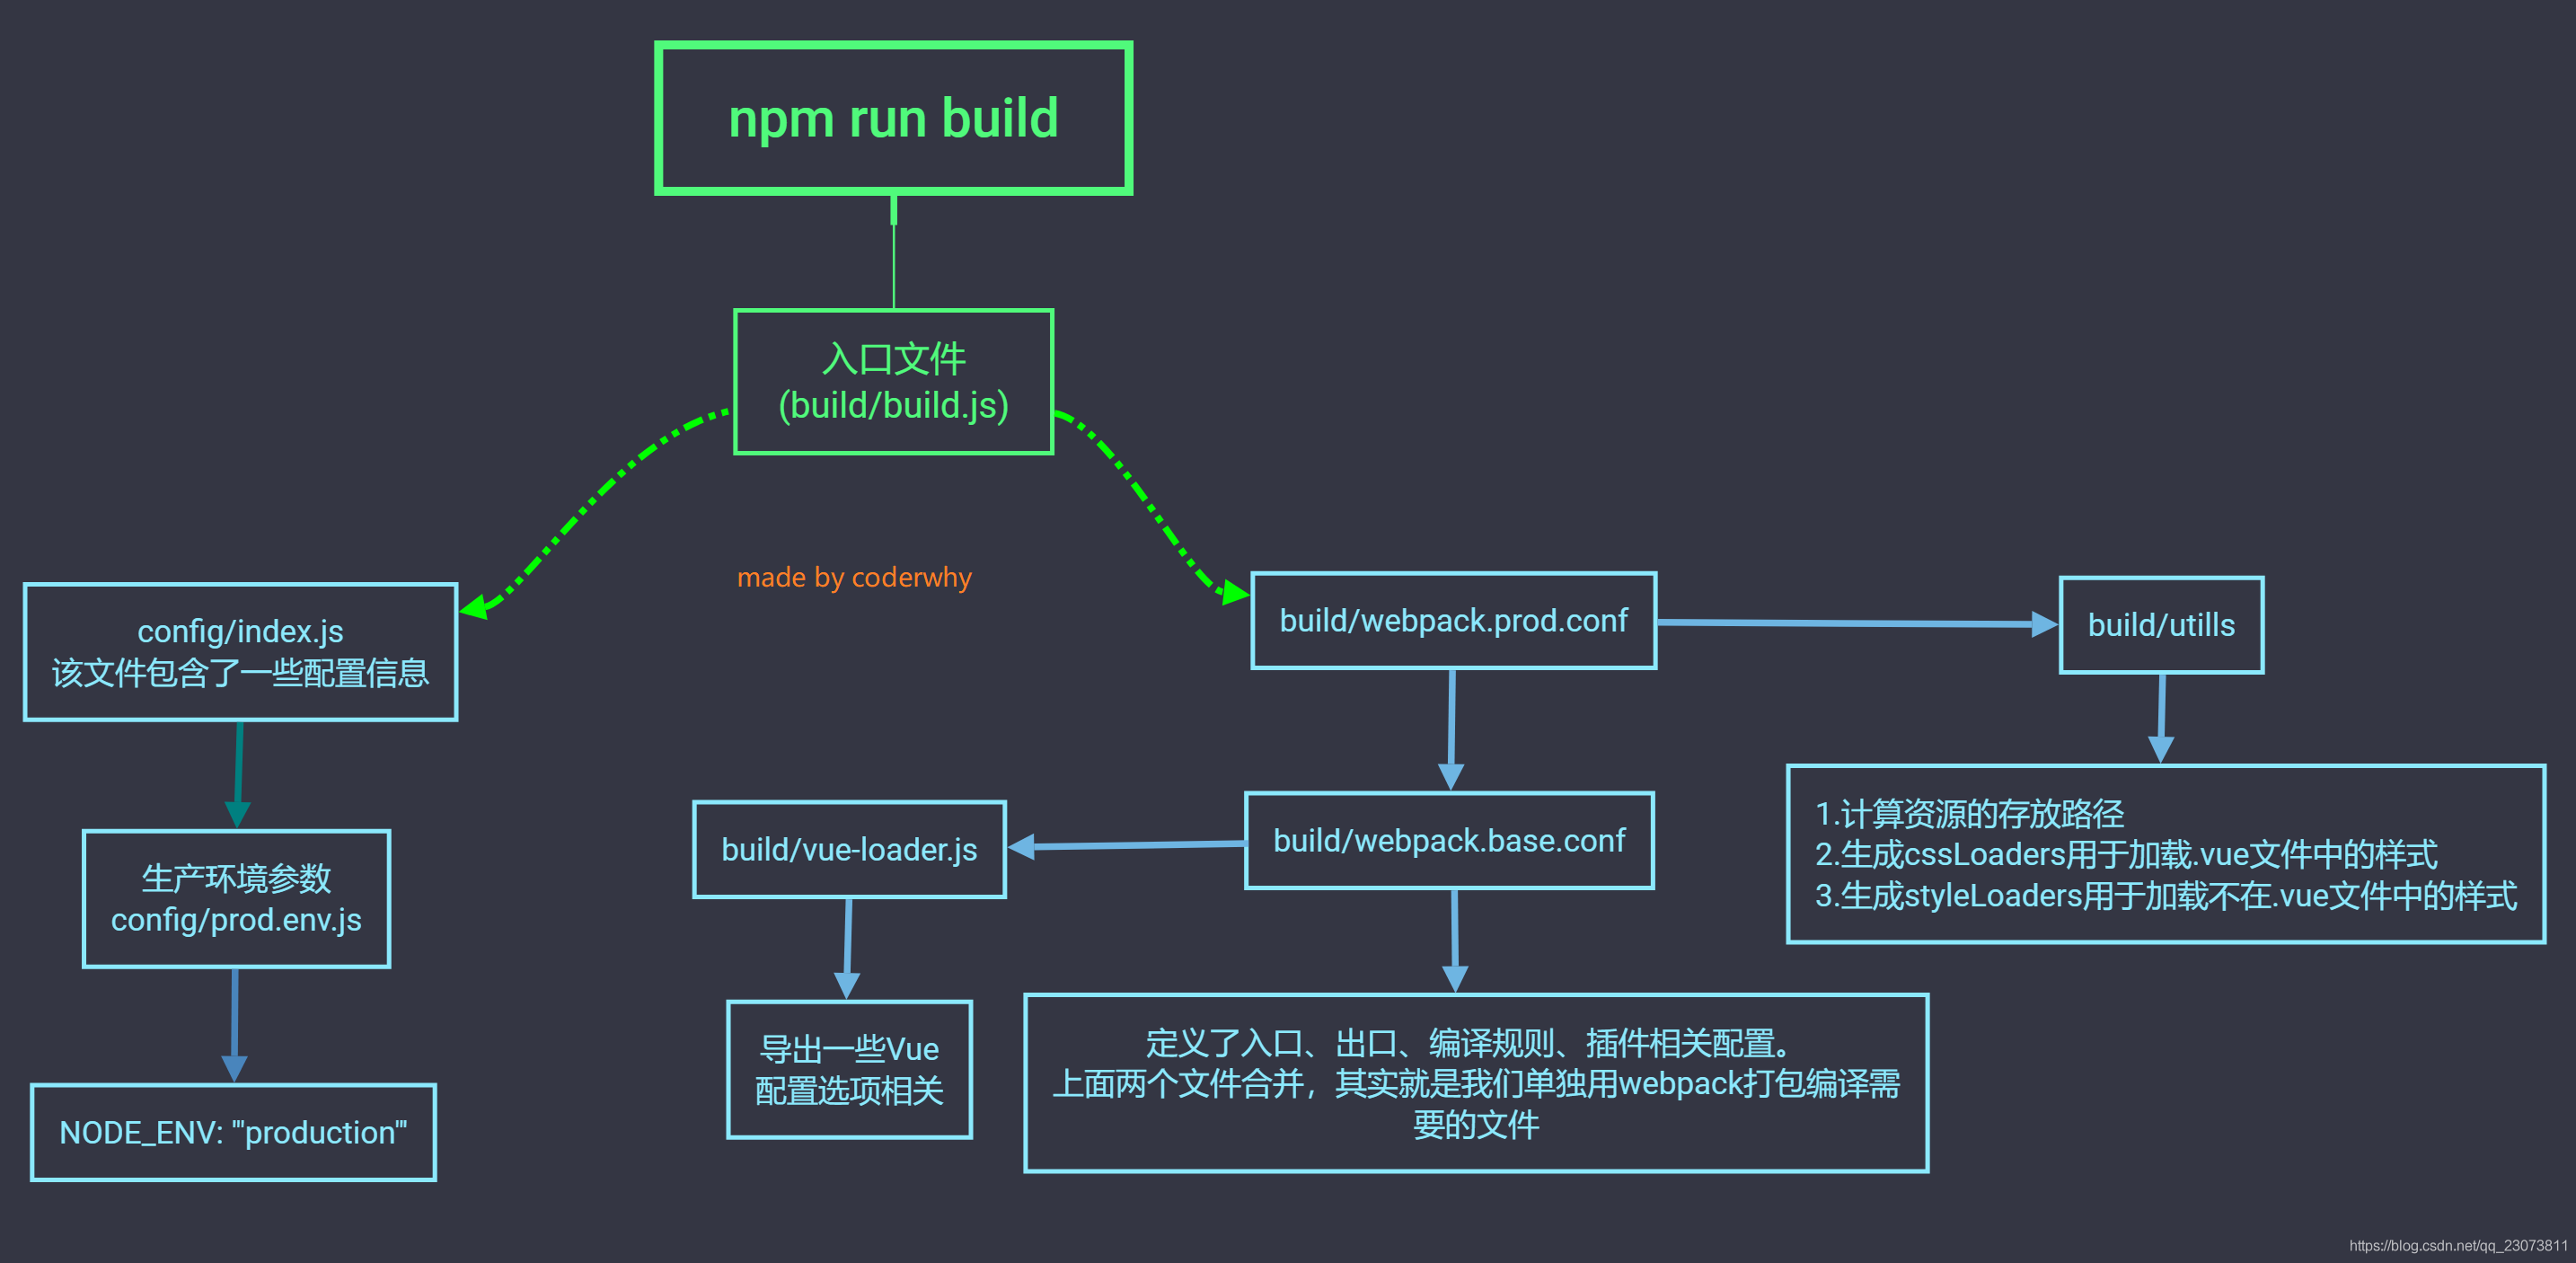 npm run build
入口文件
(build/build.js)
made by coderwhy
config/index.js
该文件包含了一些配置信息
build/webpack.prod.conf
build/utills
生产环境参数
config/prod.env.js
build/vue-loader.js
build/webpack.base.conf
1.计算资源的存放路径
2.生成cssLoaders用于加载.vue文件中的样式
3.生成styleLoaders用于加载不在.vue文件中的样式
NODE_ENV: '"production"'
导出一些Vue
配置选项相关
定义了入口、出口、编译规则、插件相关配置。
上面两个文件合并，其实就是我们单独用webpack打包编译需
要的文件
https://blog.csdn.net/qq_23073811